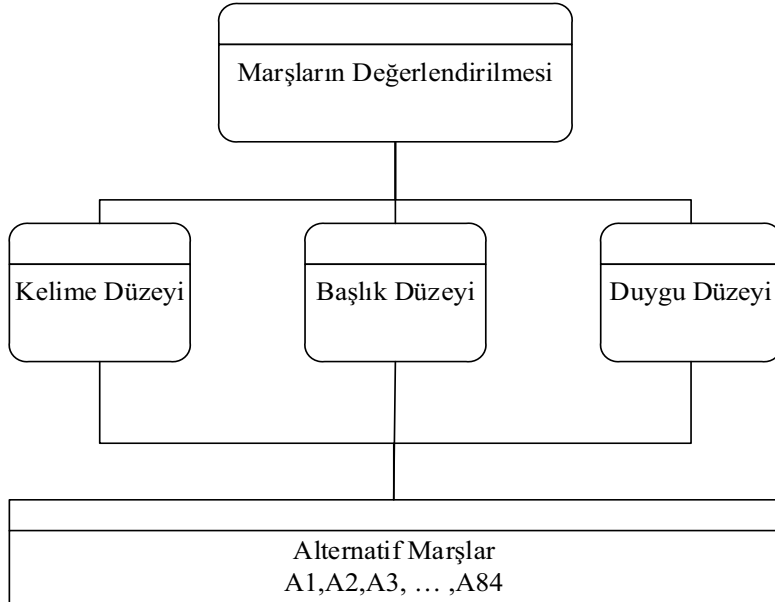 Marşların Değerlendirilmesi
Kelime Düzeyi
Başlık Düzeyi
Duygu Düzeyi
Alternatif Marşlar
A1,A2,A3, … ,A84